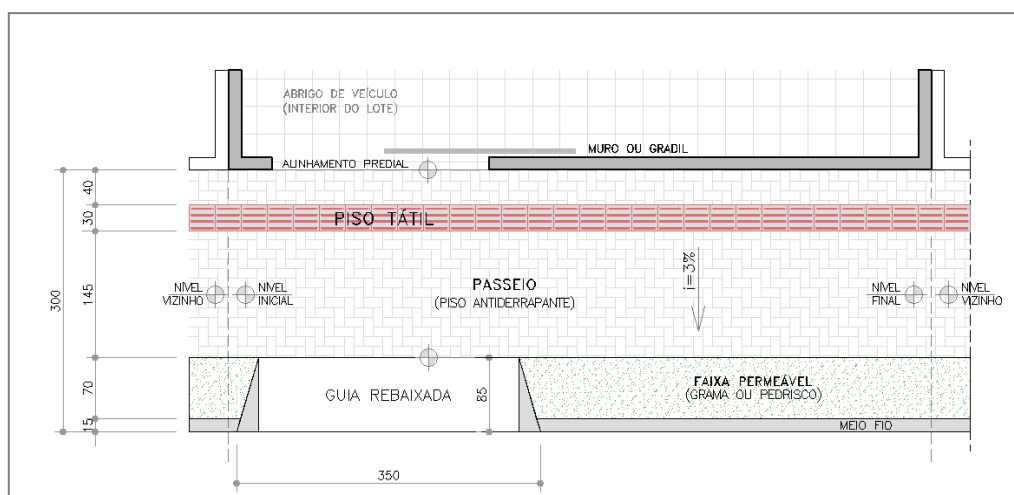 ABRIGO DE VEÍCULO
(INTERIOR DO LOTE)
MURO OU GRADIL
ALINHAMENTO PREDIAL
40
30
PISO TÁTIL
300
145
NÍVEL
VIZINHO
NÍVEL
INICIAL
PASSEIO
(PISO ANTIDERRAPANTE)
i=3%
NÍVEL
FINAL
NÍVEL
VIZINHO
70
GUIA REBAIXADA
85
FAIXA PERMEÁVEL
(GRAMA OU PEDRISCO)
15
MEIO FIO
350